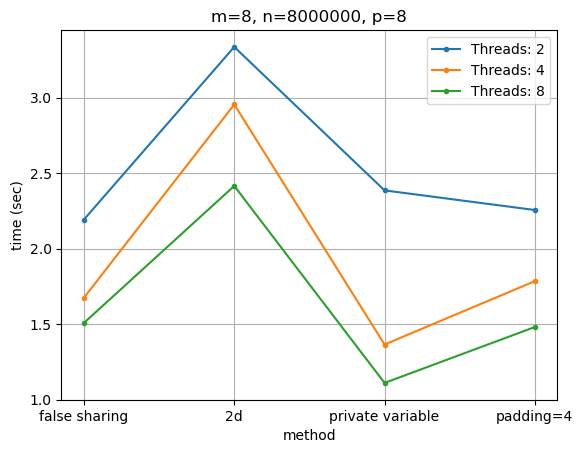 m=8, n=8000000, p=8
Threads: 2
Threads: 4
Threads: 8
time (sec)
3.0
2.5
2.0
1.5
1.0
false sharing 2d private variable padding=4
method